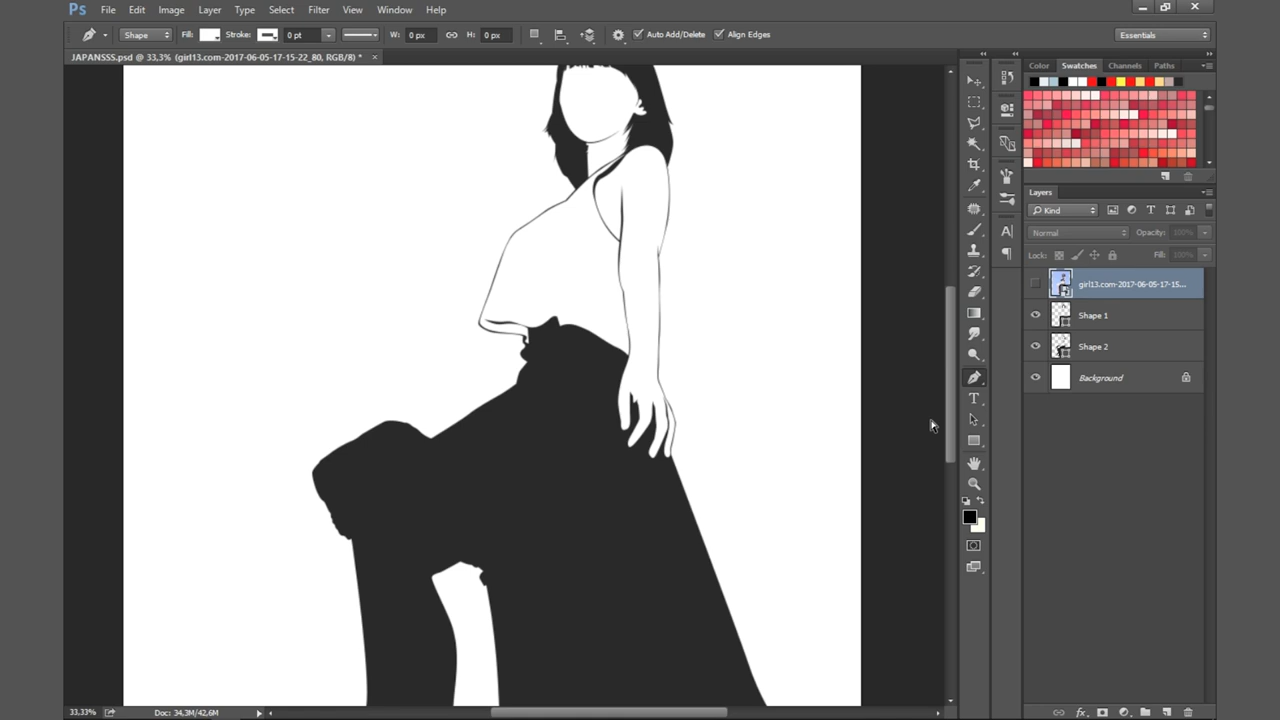 Ps File Edit Image Layer Type Select Filter View Window Help
Shape Fill: Stroke: 0 pt W: 0 px H: 0 px Auto Add/Delete Align Edges Essentials
JAPANSSS.psd @ 33,3% (girl13.com-2017-06-05-17-15-22_80, RGB/8) *
Color Swatches Channels Paths
Layers
Kind
Normal Opacity: 100%
Lock: Fill: 100%
girl13.com-2017-06-05-17-15...
Shape 1
Shape 2
Background
33,33% Doc: 34,3M/42,6M